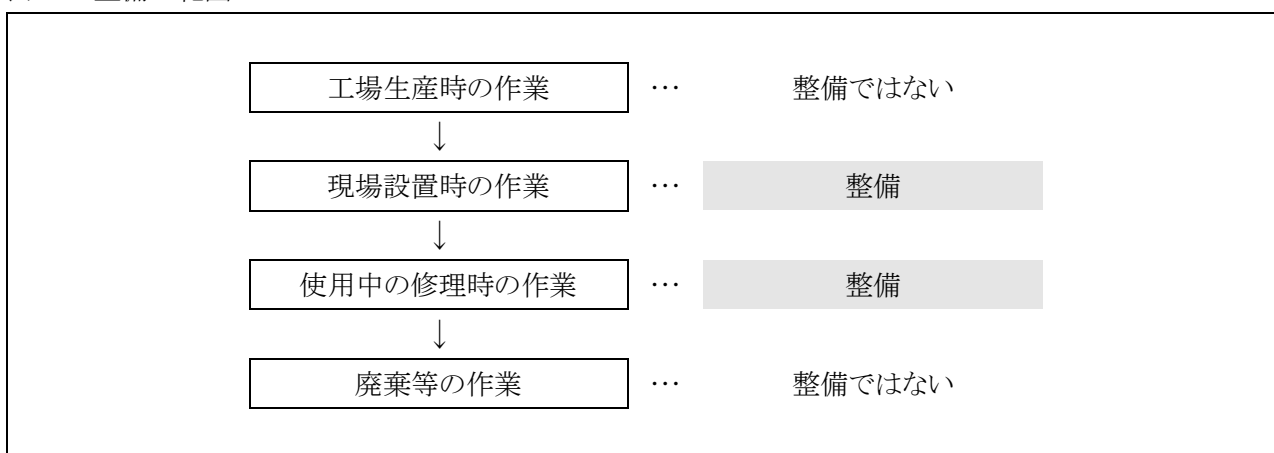 工場生産時の作業 … 整備ではない
↓
現場設置時の作業 … 整備
↓
使用中の修理時の作業 … 整備
↓
廃棄等の作業 … 整備ではない